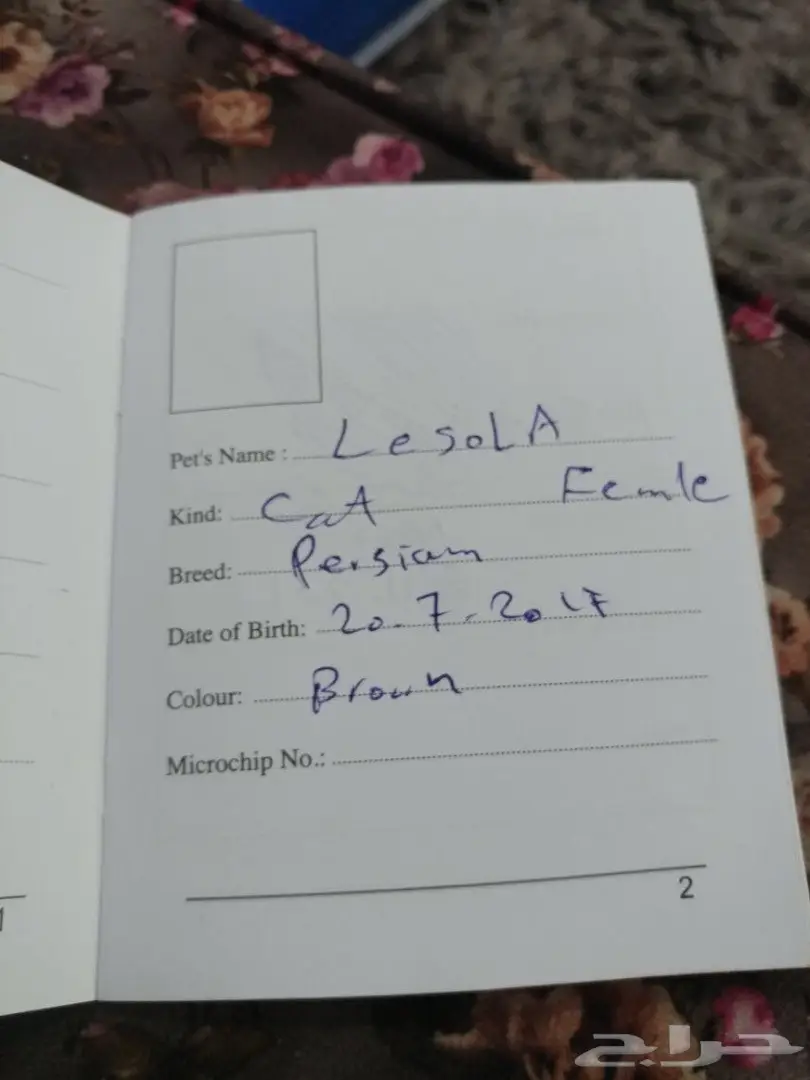 Pet's Name : LesoLA
Kind: CaT Femle
Breed: Persian
Date of Birth: 20-7-2017
Colour: Brown
Microchip No.:
2
1
حراج